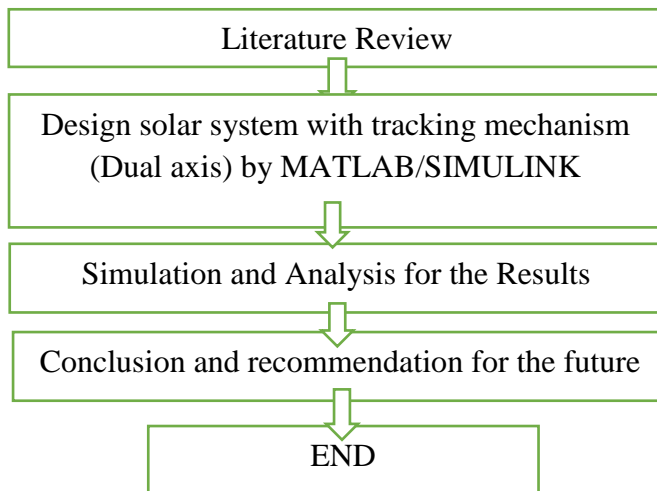 Literature Review
Design solar system with tracking mechanism
(Dual axis) by MATLAB/SIMULINK
Simulation and Analysis for the Results
Conclusion and recommendation for the future
END